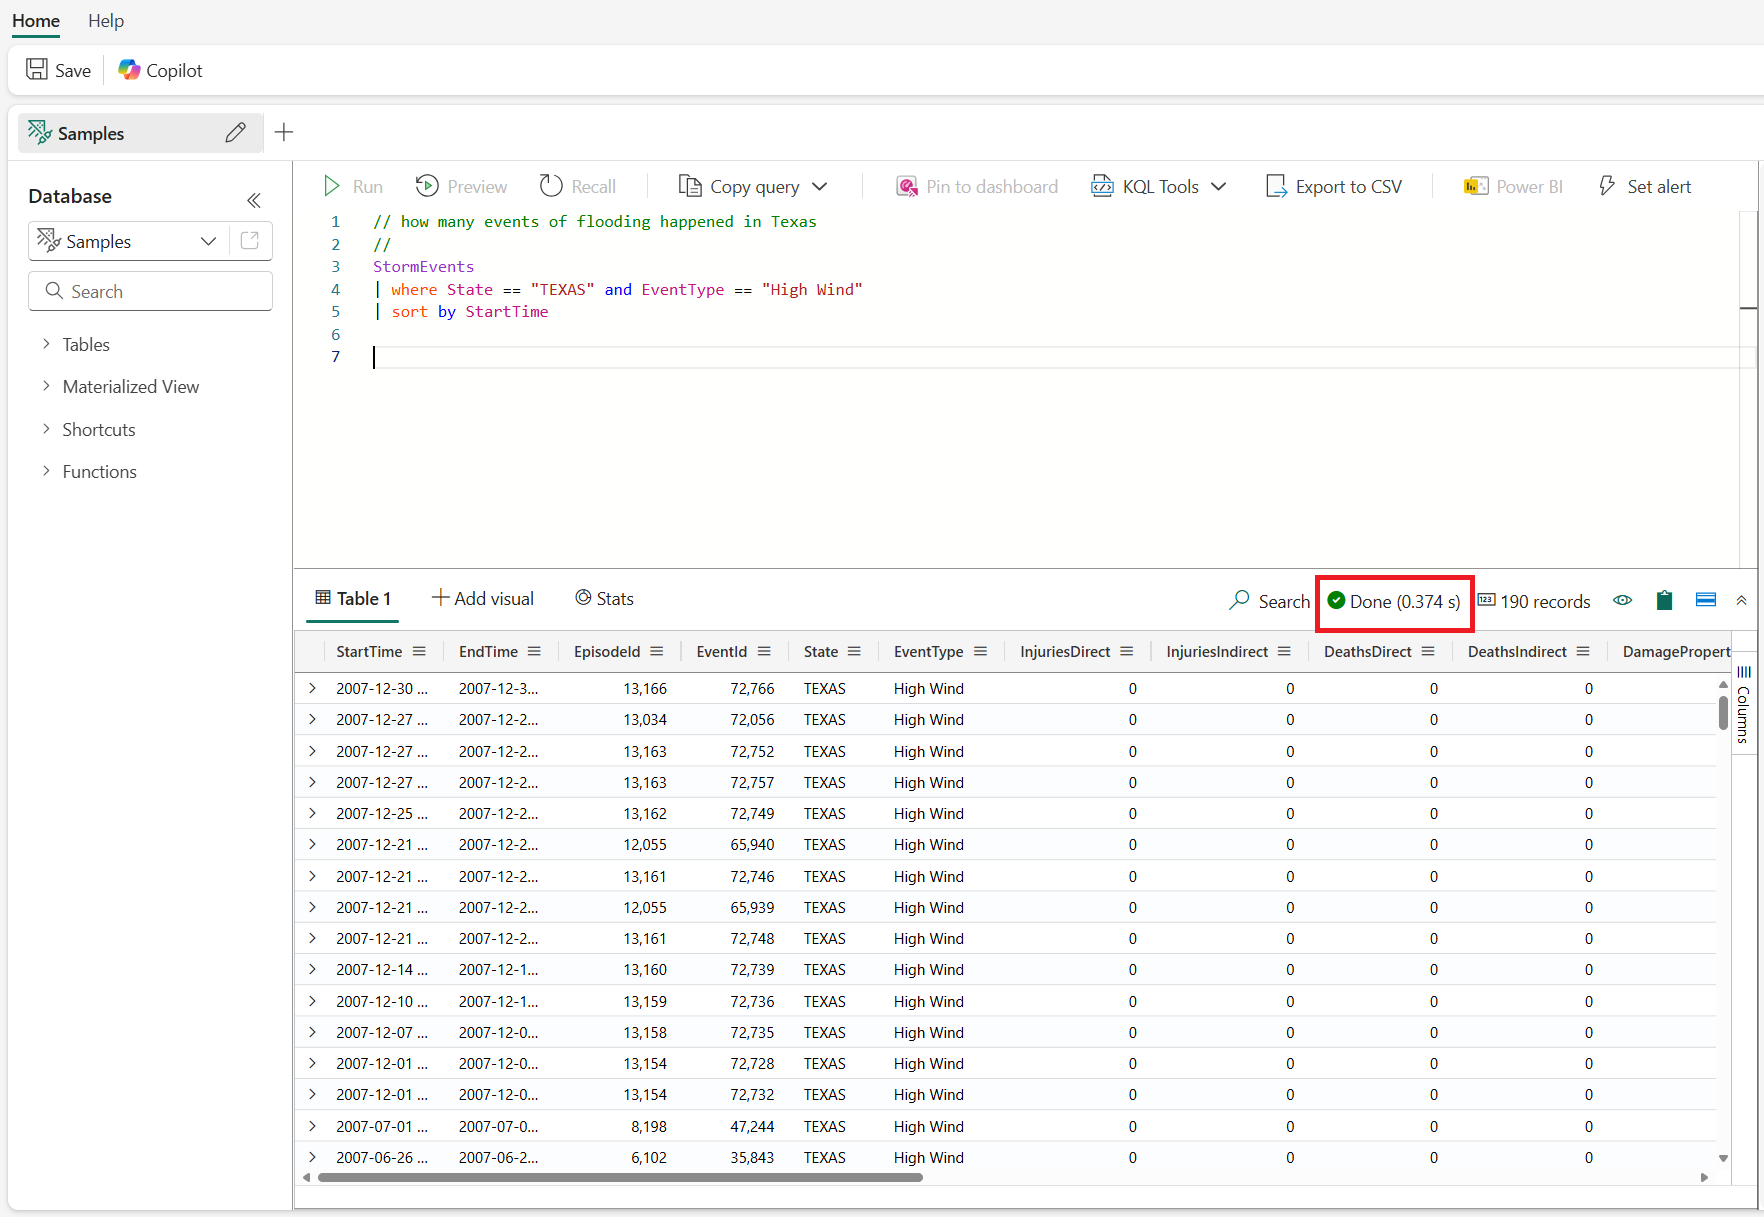 Home Help
Save Copilot
Samples
Database
Samples
Search
Tables
Materialized View
Shortcuts
Functions
Run Preview Recall Copy query Pin to dashboard KQL Tools Export to CSV Power BI Set alert
1 // how many events of flooding happened in Texas
2 //
3 StormEvents
4 | where State == "TEXAS" and EventType == "High Wind"
5 | sort by StartTime
6
7
Table 1 Add visual Stats Search Done (0.374 s) 123 190 records
StartTime EndTime EpisodeId EventId State EventType InjuriesDirect InjuriesIndirect DeathsDirect DeathsIndirect DamagePropert
2007-12-30 ... 2007-12-3... 13,166 72,766 TEXAS High Wind 0 0 0 0
2007-12-27 ... 2007-12-2... 13,034 72,056 TEXAS High Wind 0 0 0 0
2007-12-27 ... 2007-12-2... 13,163 72,752 TEXAS High Wind 0 0 0 0
2007-12-27 ... 2007-12-2... 13,163 72,757 TEXAS High Wind 0 0 0 0
2007-12-25 ... 2007-12-2... 13,162 72,749 TEXAS High Wind 0 0 0 0
2007-12-21 ... 2007-12-2... 12,055 65,940 TEXAS High Wind 0 0 0 0
2007-12-21 ... 2007-12-2... 13,161 72,746 TEXAS High Wind 0 0 0 0
2007-12-21 ... 2007-12-2... 12,055 65,939 TEXAS High Wind 0 0 0 0
2007-12-21 ... 2007-12-2... 13,161 72,748 TEXAS High Wind 0 0 0 0
2007-12-14 ... 2007-12-1... 13,160 72,739 TEXAS High Wind 0 0 0 0
2007-12-10 ... 2007-12-1... 13,159 72,736 TEXAS High Wind 0 0 0 0
2007-12-07 ... 2007-12-0... 13,158 72,735 TEXAS High Wind 0 0 0 0
2007-12-01 ... 2007-12-0... 13,154 72,728 TEXAS High Wind 0 0 0 0
2007-12-01 ... 2007-12-0... 13,154 72,732 TEXAS High Wind 0 0 0 0
2007-07-01 ... 2007-07-0... 8,198 47,244 TEXAS High Wind 0 0 0 0
2007-06-26 ... 2007-06-2... 6,102 35,843 TEXAS High Wind 0 0 0 0
Columns